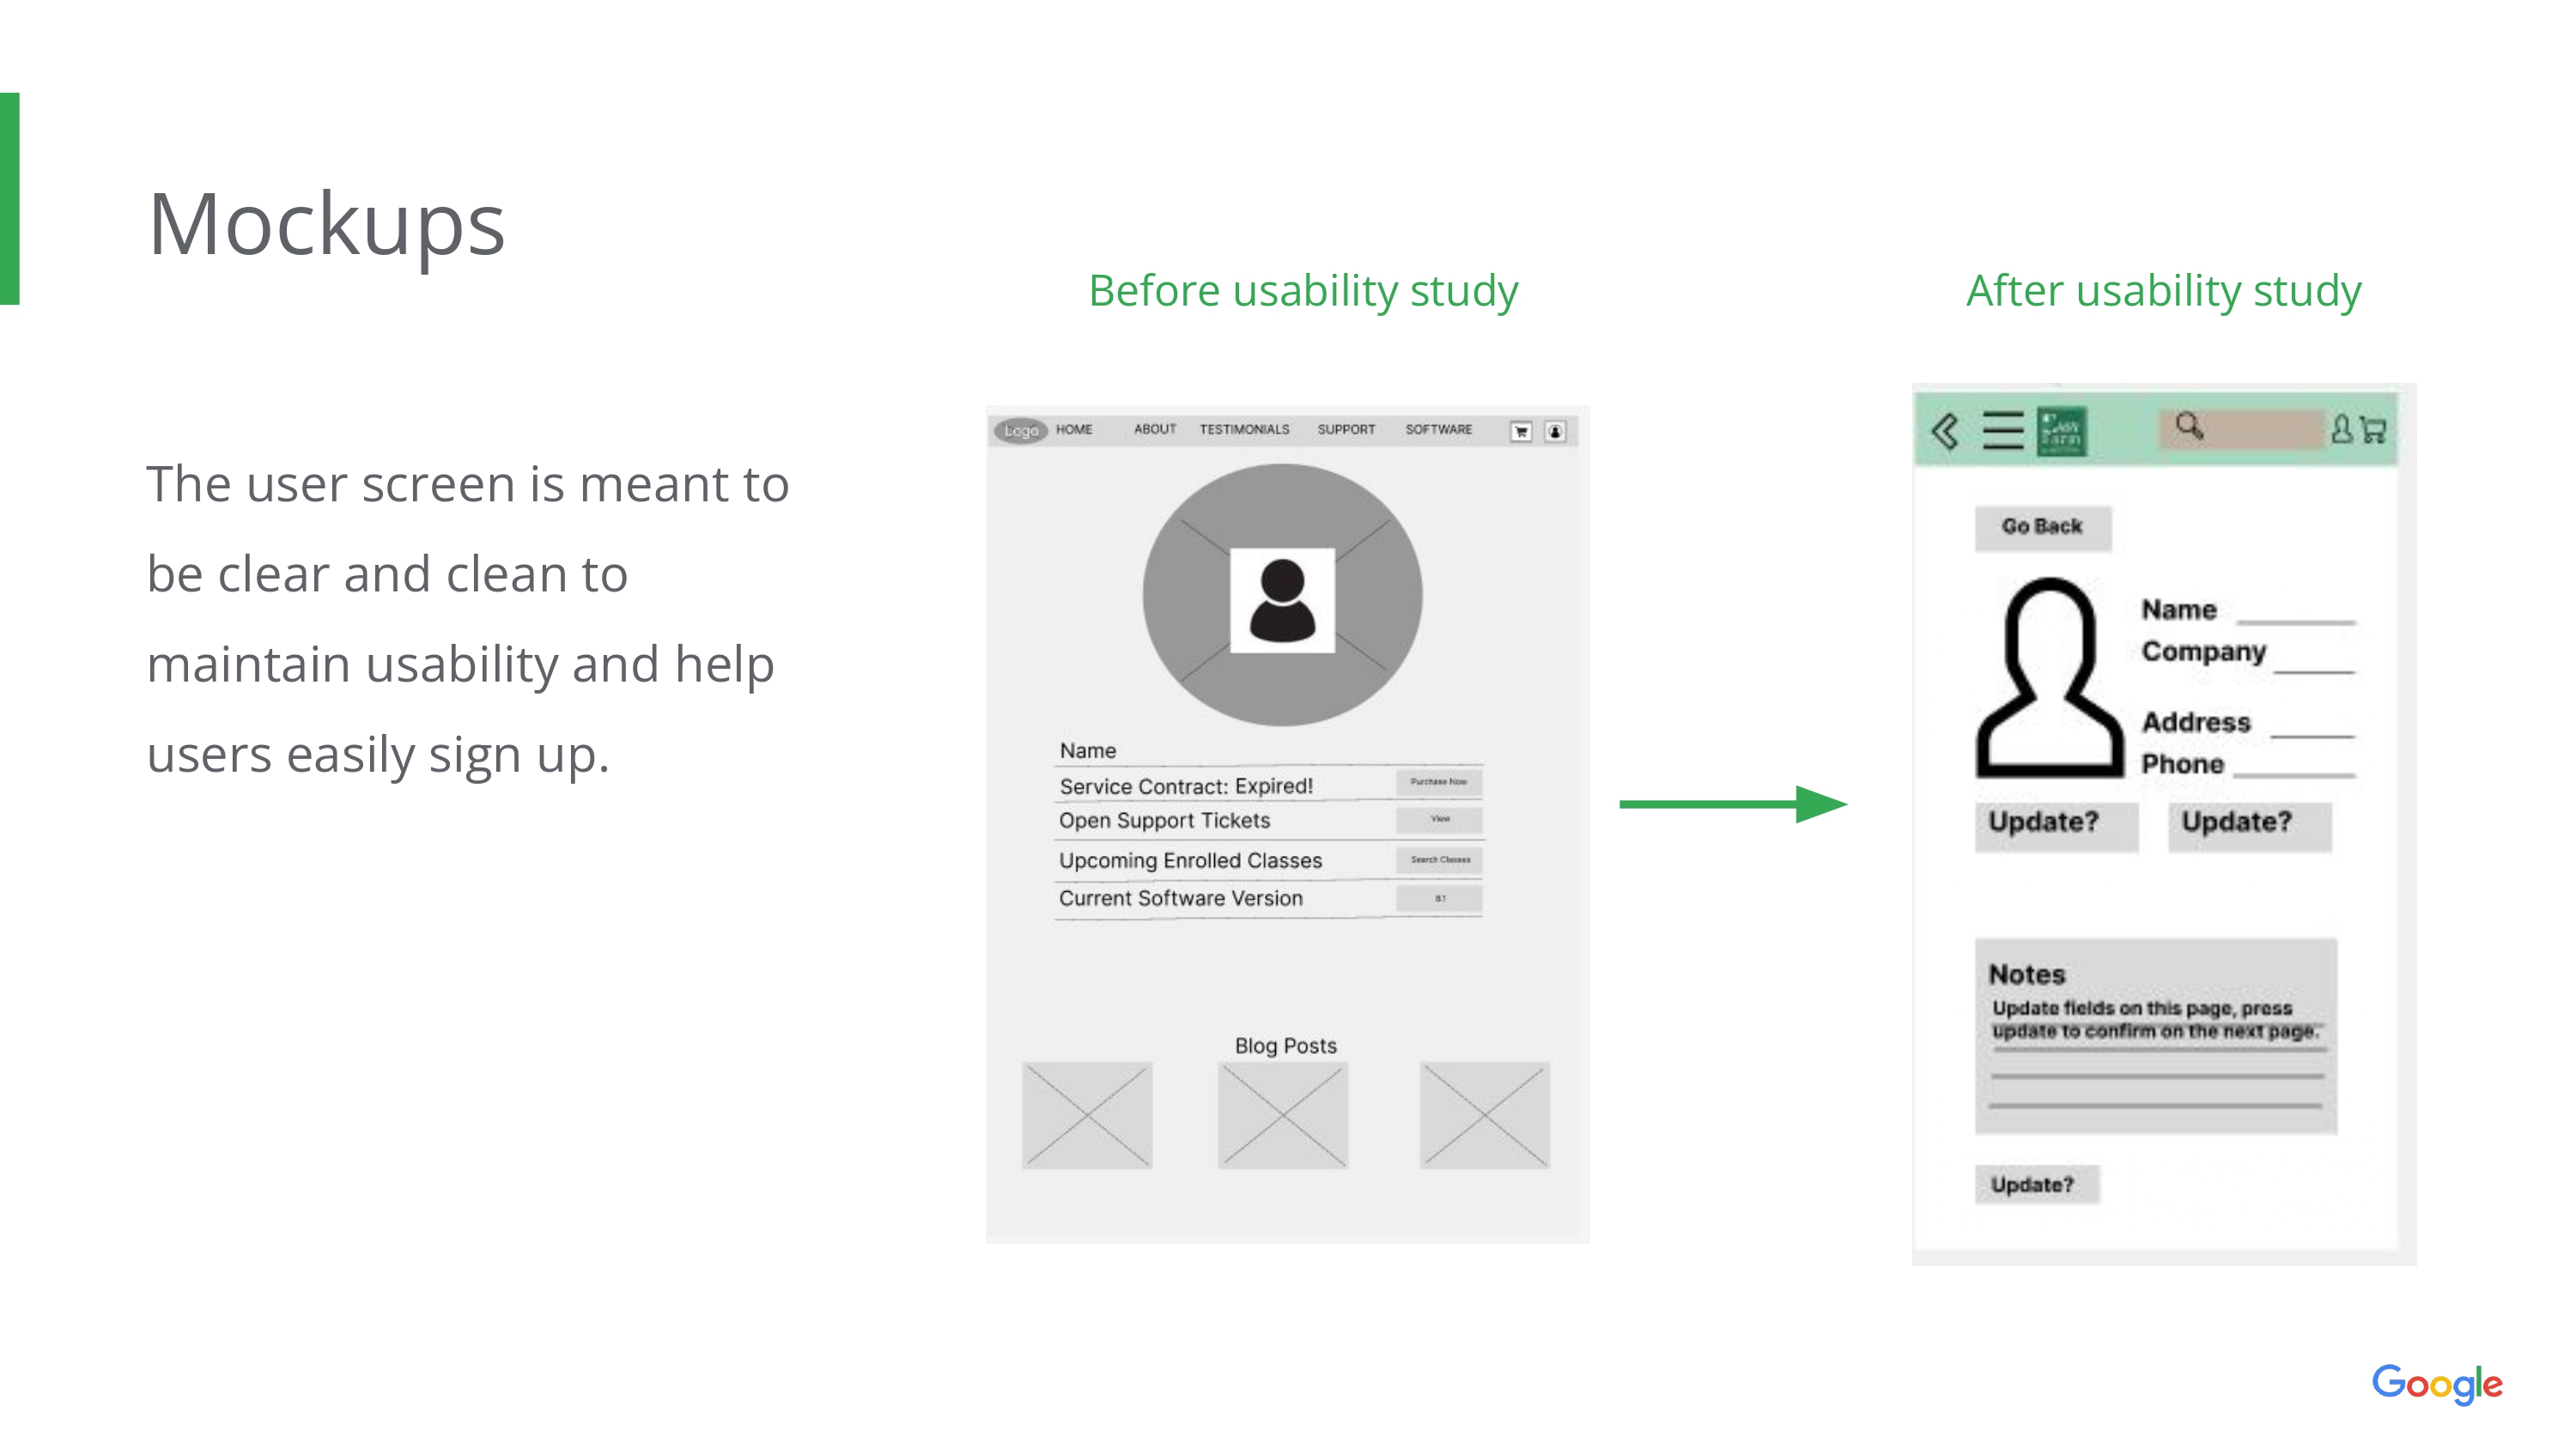 Mockups
The user screen is meant to
be clear and clean to
maintain usability and help
users easily sign up.
Before usability study
Logo HOME ABOUT TESTIMONIALS SUPPORT SOFTWARE
Name
Service Contract: Expired! Purchase Now
Open Support Tickets View
Upcoming Enrolled Classes Search Classes
Current Software Version 8.1
Blog Posts
After usability study
Go Back
Name
Company
Address
Phone
Update? Update?
Notes
Update fields on this page, press
update to confirm on the next page.
Update?
Google